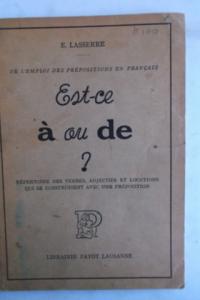 E. LASSERRE
DE L'EMPLOI DES PRÉPOSITIONS EN FRANÇAIS
Est-ce
à ou de
?
RÉPERTOIRE DES VERBES, ADJECTIFS ET LOCUTIONS
QUI SE CONSTRUISENT AVEC UNE PRÉPOSITION
LIBRAIRIE PAYOT LAUSANNE